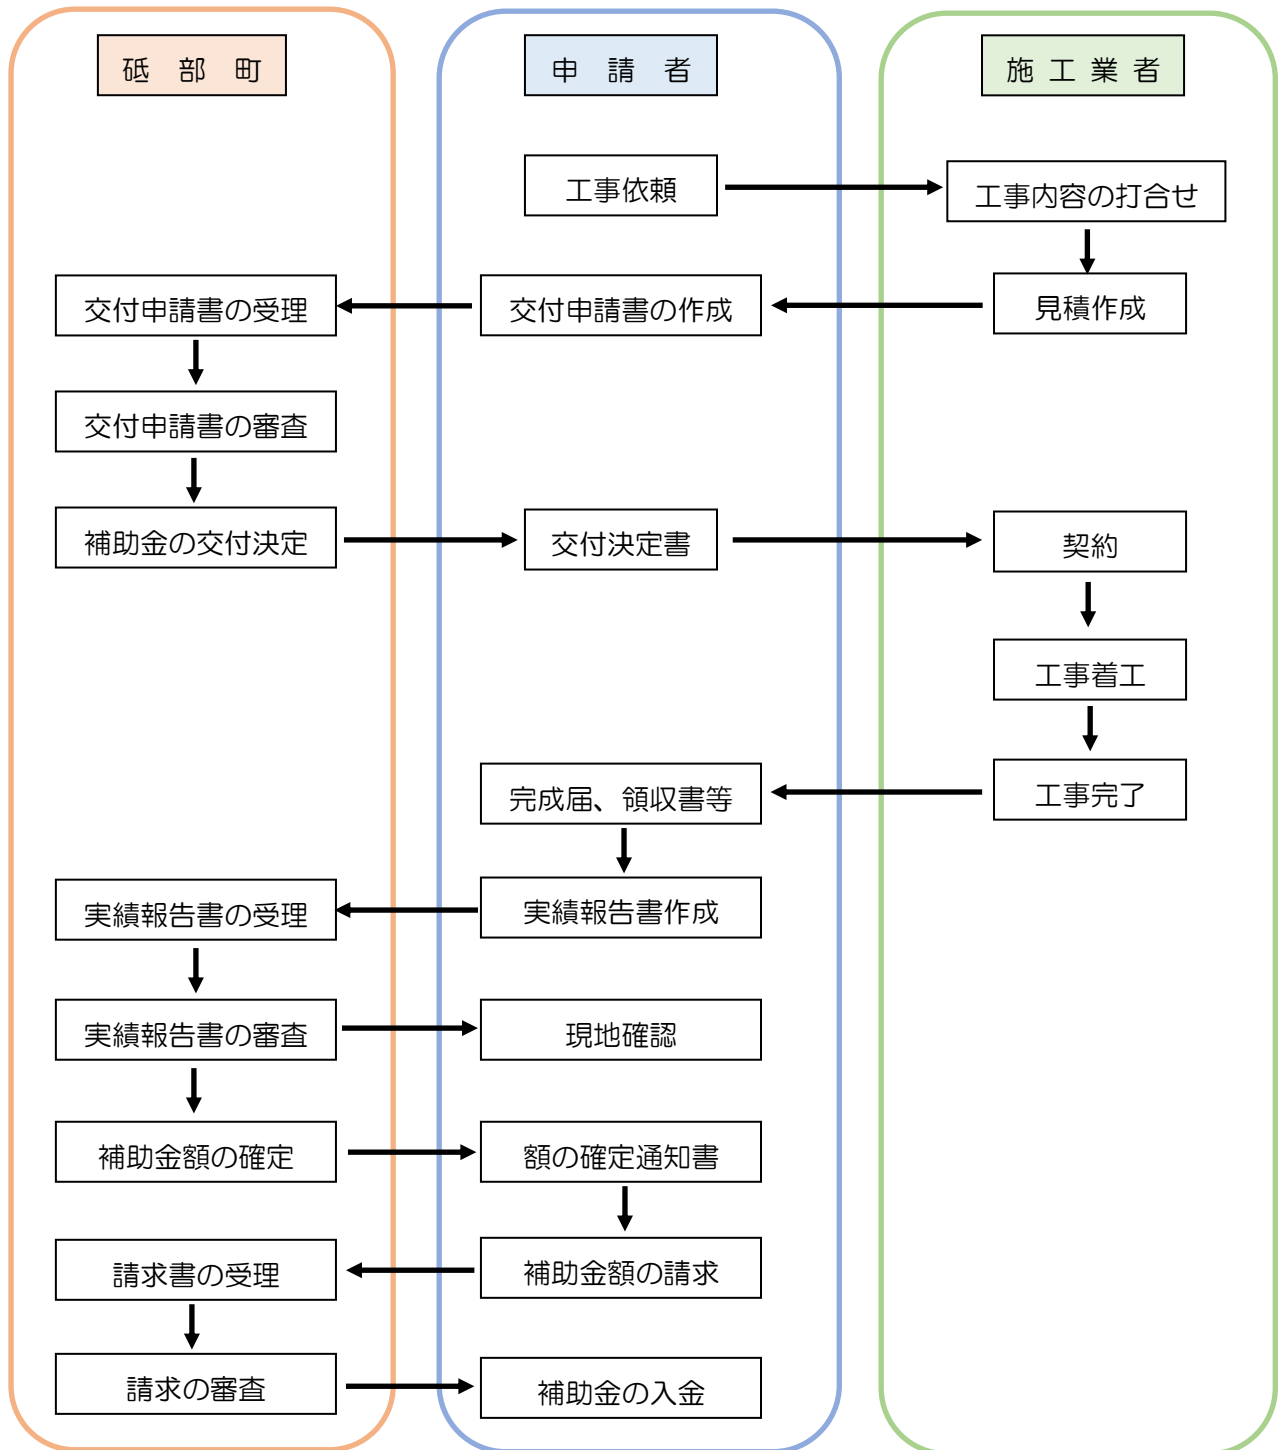 砥　部　町
申　請　者
施 工 業 者
工事依頼
工事内容の打合せ
交付申請書の受理
交付申請書の作成
見積作成
交付申請書の審査
補助金の交付決定
交付決定書
契約
工事着工
完成届、領収書等
工事完了
実績報告書の受理
実績報告書作成
実績報告書の審査
現地確認
補助金額の確定
額の確定通知書
請求書の受理
補助金額の請求
請求の審査
補助金の入金